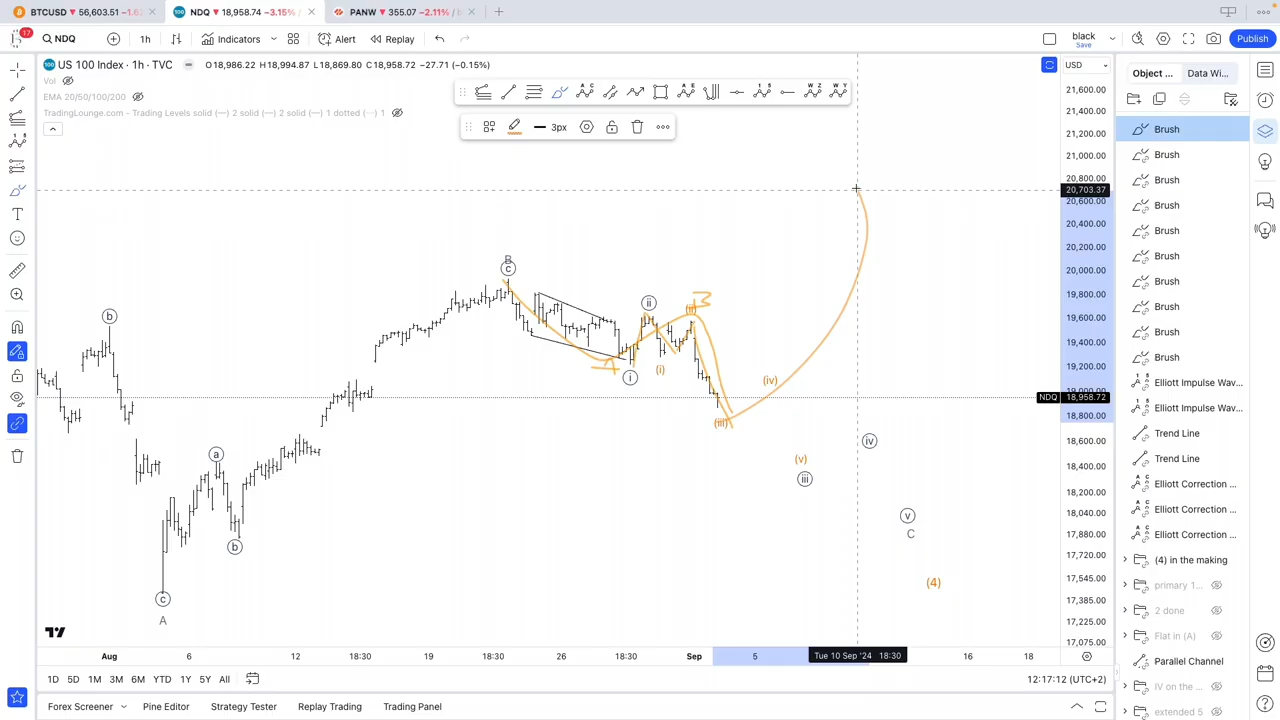 BTCUSD ▼ 56,603.51 −1.6
NDQ ▼ 18,958.74 −3.15% /
PANW ▼ 355.07 −2.11% / b
17
NDQ
1h
Indicators
Alert
Replay
black
Save
Publish
US 100 Index · 1h · TVC
O18,986.22 H18,994.87 L18,869.80 C18,958.72 −27.71 (−0.15%)
USD
Object ...
Data Wi...
Vol
EMA 20/50/100/200
TradingLounge.com - Trading Levels solid (—) 2 solid (—) 2 solid (—) 1 dotted (—) 1
3px
21,600.00
21,400.00
21,200.00
21,000.00
20,800.00
20,703.37
20,600.00
20,400.00
20,200.00
20,000.00
19,800.00
19,600.00
19,400.00
19,200.00
19,000.00
NDQ 18,958.72
18,800.00
18,600.00
18,400.00
18,200.00
18,040.00
17,880.00
17,720.00
17,545.00
17,385.00
17,225.00
17,075.00
B
c
b
ii
(ii)
B
A
i
(i)
(iii)
(iv)
a
b
c
A
iv
(v)
iii
v
C
(4)
Brush
Brush
Brush
Brush
Brush
Brush
Brush
Brush
Brush
Brush
Elliott Impulse Wav...
Elliott Impulse Wav...
Trend Line
Trend Line
Elliott Correction ...
Elliott Correction ...
Elliott Correction ...
(4) in the making
primary 1...
2 done
Flat in (A)
Parallel Channel
IV on the ...
extended 5
Aug
6
12
18:30
19
18:30
26
18:30
Sep
5
Tue 10 Sep '24 18:30
16
18
1D 5D 1M 3M 6M YTD 1Y 5Y All
12:17:12 (UTC+2)
Forex Screener
Pine Editor
Strategy Tester
Replay Trading
Trading Panel